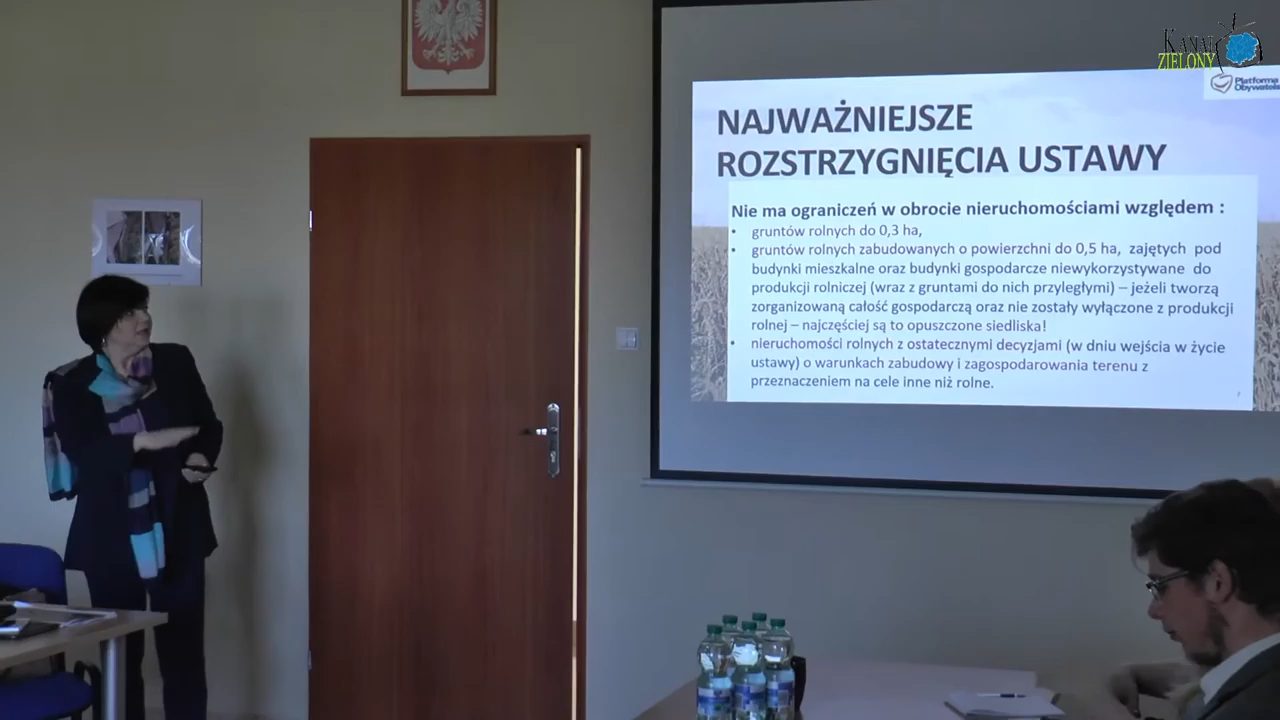 KANAŁ
ZIELONY
Platforma
NAJWAŻNIEJSZE
ROZSTRZYGNIĘCIA USTAWY
Nie ma ograniczeń w obrocie nieruchomościami względem :
• gruntów rolnych do 0,3 ha,
• gruntów rolnych zabudowanych o powierzchni do 0,5 ha, zajętych pod
budynki mieszkalne oraz budynki gospodarcze niewykorzystywane do
produkcji rolniczej (wraz z gruntami do nich przyległymi) – jeżeli tworzą
zorganizowaną całość gospodarczą oraz nie zostały wyłączone z produkcji
rolnej – najczęściej są to opuszczone siedliska!
• nieruchomości rolnych z ostatecznymi decyzjami (w dniu wejścia w życie
ustawy) o warunkach zabudowy i zagospodarowania terenu z
przeznaczeniem na cele inne niż rolne.
7